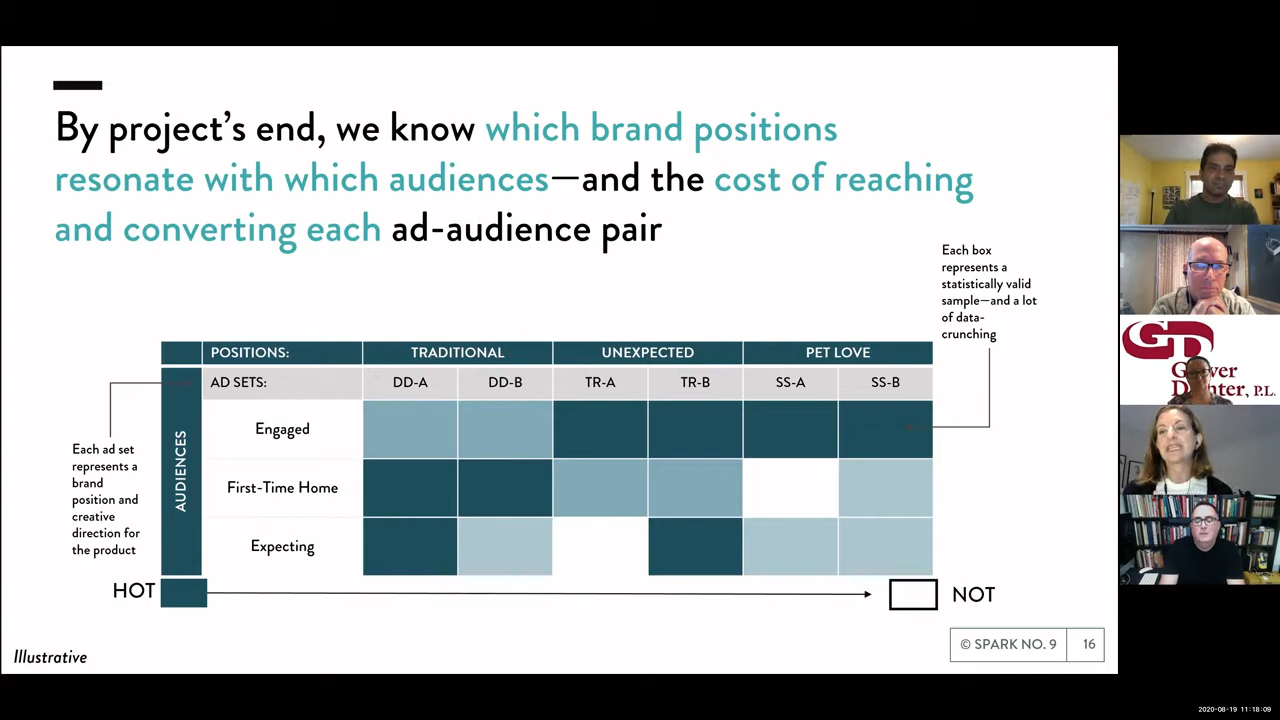 By project's end, we know which brand positions
resonate with which audiences—and the cost of reaching
and converting each ad-audience pair
Each box
represents a
statistically valid
sample—and a lot
of data-
crunching
POSITIONS: TRADITIONAL UNEXPECTED PET LOVE
AD SETS: DD-A DD-B TR-A TR-B SS-A SS-B
AUDIENCES
Engaged
First-Time Home
Expecting
Each ad set
represents a
brand
position and
creative
direction for
the product
HOT NOT
Illustrative
© SPARK NO. 9 16
GD
P.L.
2020-08-19 11:18:09